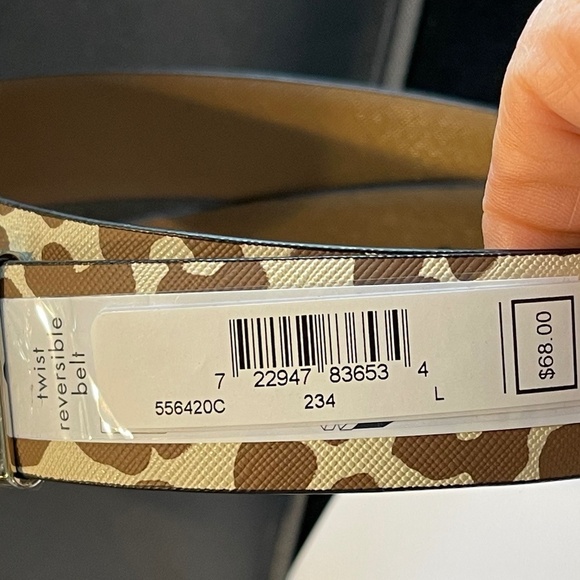 twist
reversible
belt
7 22947 83653 4
556420C 234 L
$68.00